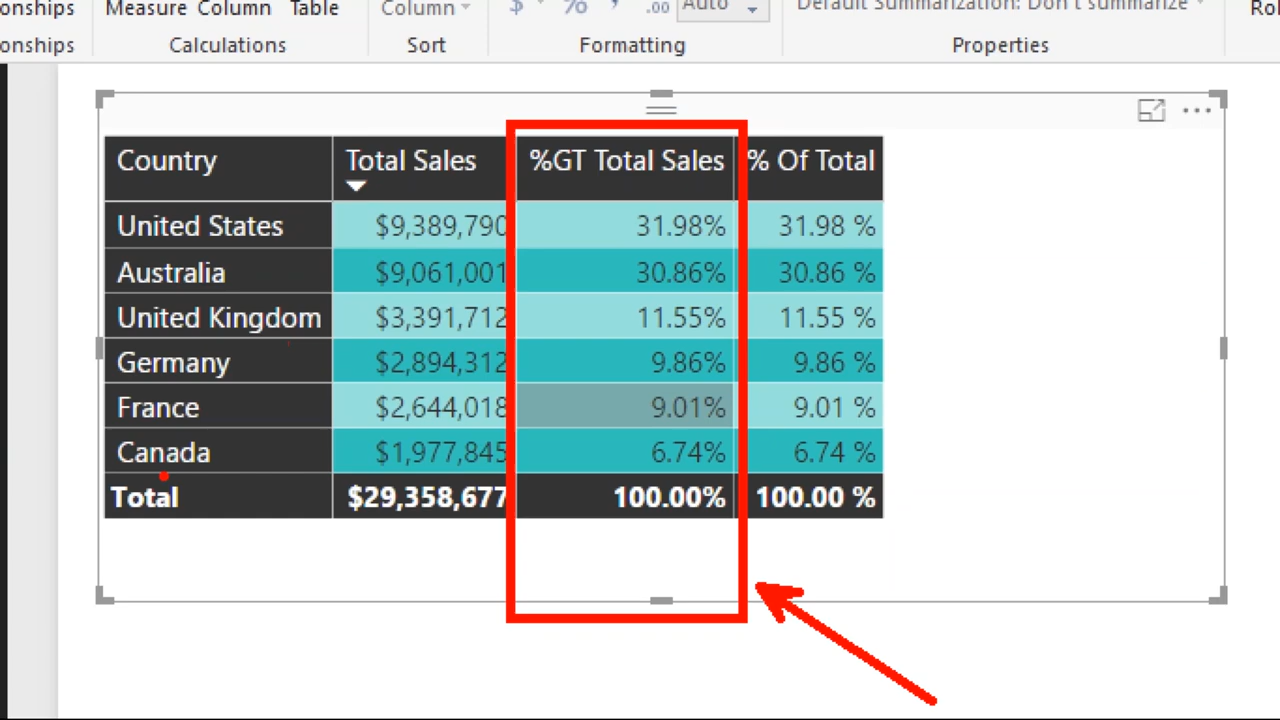 onships Measure Column Table Column $ % , .00 Auto Default Summarization: Don't summarize
onships Calculations Sort Formatting Properties
Country Total Sales %GT Total Sales % Of Total
United States $9,389,790 31.98% 31.98 %
Australia $9,061,001 30.86% 30.86 %
United Kingdom $3,391,712 11.55% 11.55 %
Germany $2,894,312 9.86% 9.86 %
France $2,644,018 9.01% 9.01 %
Canada $1,977,845 6.74% 6.74 %
Total $29,358,677 100.00% 100.00 %